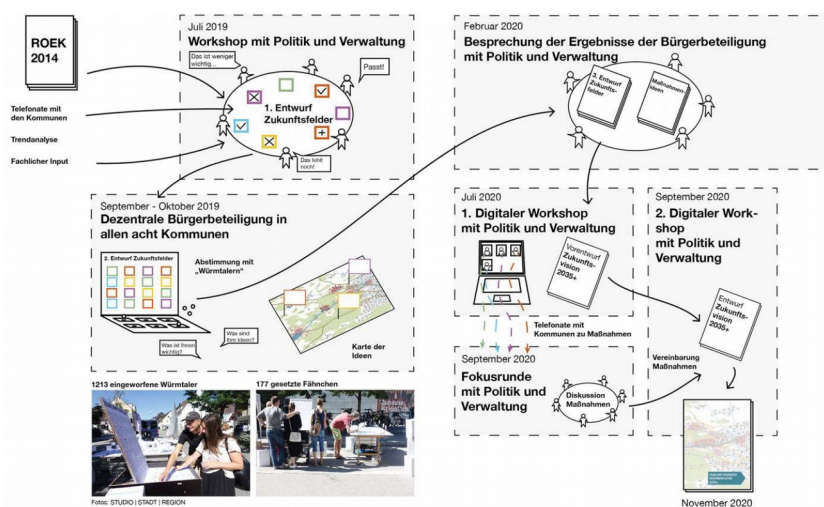 ROEK
2014
Telefonate mit
den Kommunen
Trendanalyse
Fachlicher Input
Juli 2019
Workshop mit Politik und Verwaltung
Das ist weniger
wichtig...
Passt!
1. Entwurf
Zukunftsfelder
Das fehlt
noch!
September - Oktober 2019
Dezentrale Bürgerbeteiligung in
allen acht Kommunen
2. Entwurf Zukunftsfelder
Abstimmung mit
„Würmtalern“
Was ist Ihnen
wichtig?
Was sind
Ihre Ideen?
Karte der
Ideen
1213 eingeworfene Würmtaler
177 gesetzte Fähnchen
Fotos: STUDIO | STADT | REGION
Februar 2020
Besprechung der Ergebnisse der Bürgerbeteiligung
mit Politik und Verwaltung
3. Entwurf
Zukunfts-
felder
Maßnahmen-
ideen
Juli 2020
1. Digitaler Workshop
mit Politik und Verwaltung
Vorentwurf
Zukunfts-
vision
2035+
Telefonate mit
Kommunen zu Maßnahmen
September 2020
Fokusrunde
mit Politik und
Verwaltung
Diskussion
Maßnahmen
September 2020
2. Digitaler Work-
shop
mit Politik und
Verwaltung
Entwurf
Zukunfts-
vision
2035+
Vereinbarung
Maßnahmen
November 2020